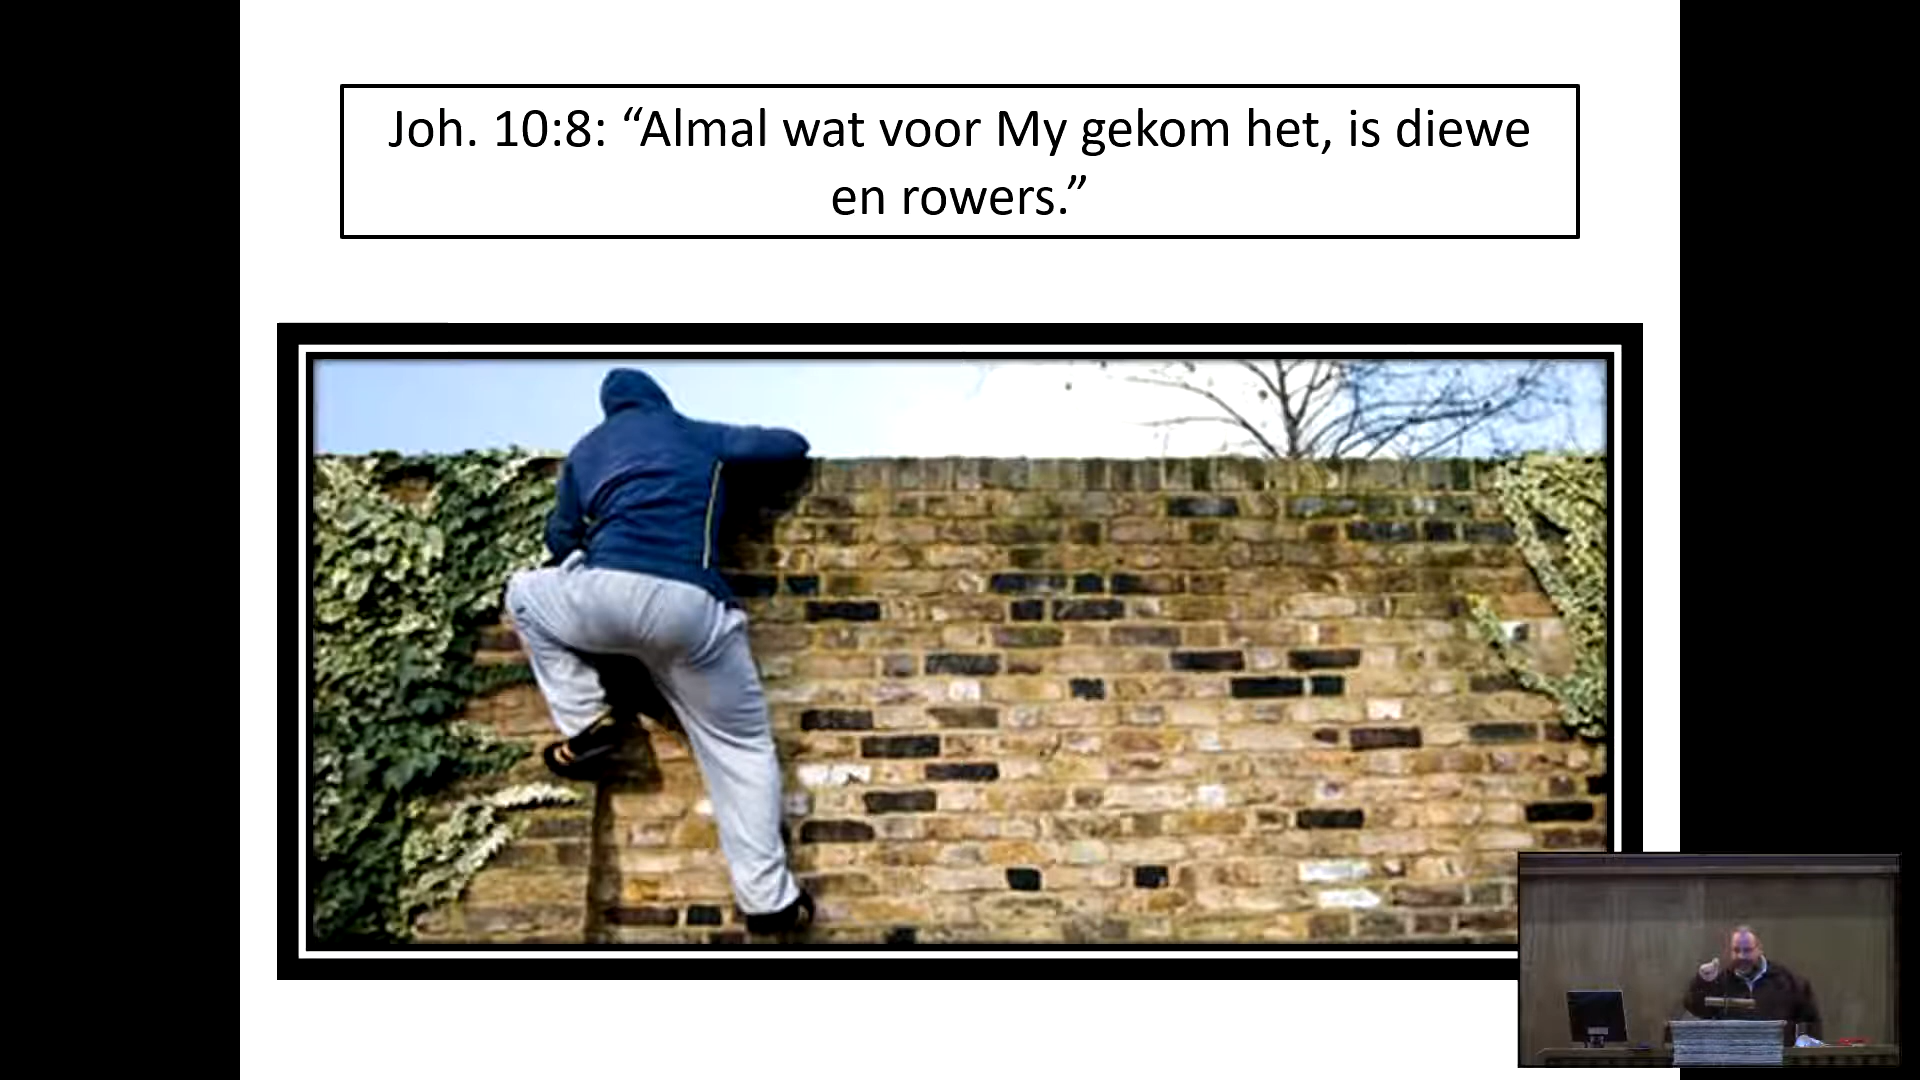 Joh. 10:8: “Almal wat voor My gekom het, is diewe
en rowers.”